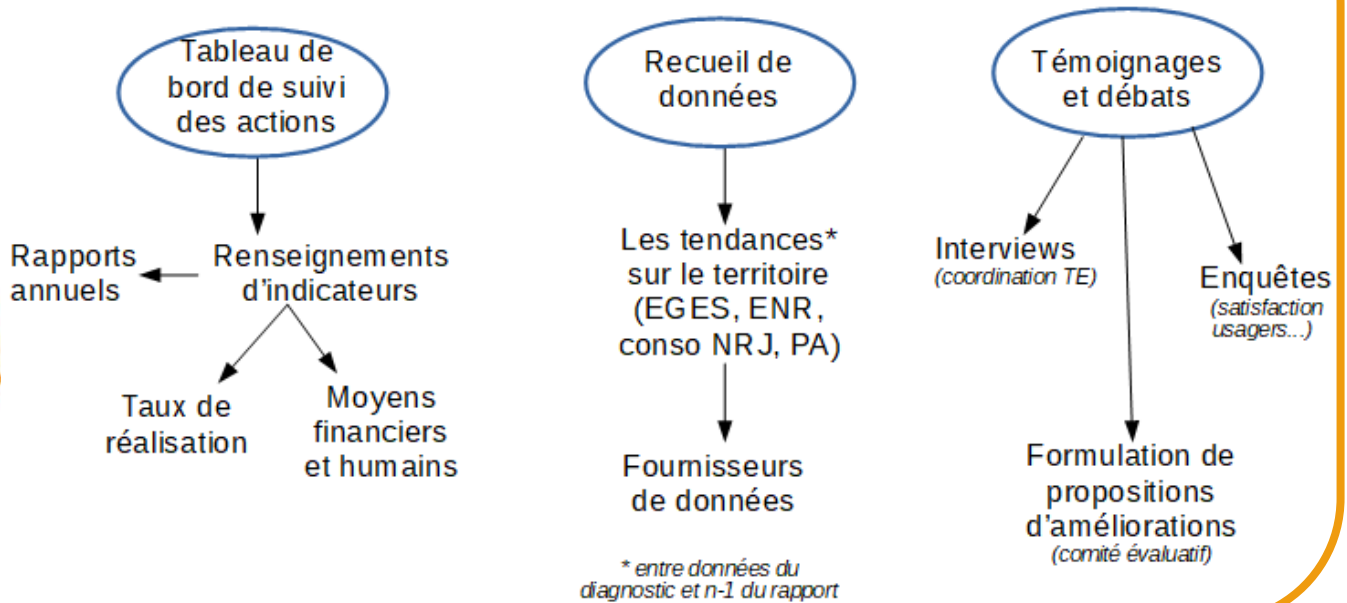 Tableau de
bord de suivi
des actions
Rapports
annuels
Renseignements
d'indicateurs
Taux de
réalisation
Moyens
financiers
et humains
Recueil de
données
Les tendances*
sur le territoire
(EGES, ENR,
conso NRJ, PA)
Fournisseurs
de données
* entre données du
diagnostic et n-1 du rapport
Témoignages
et débats
Interviews
(coordination TE)
Enquêtes
(satisfaction
usagers...)
Formulation de
propositions
d'améliorations
(comité évaluatif)